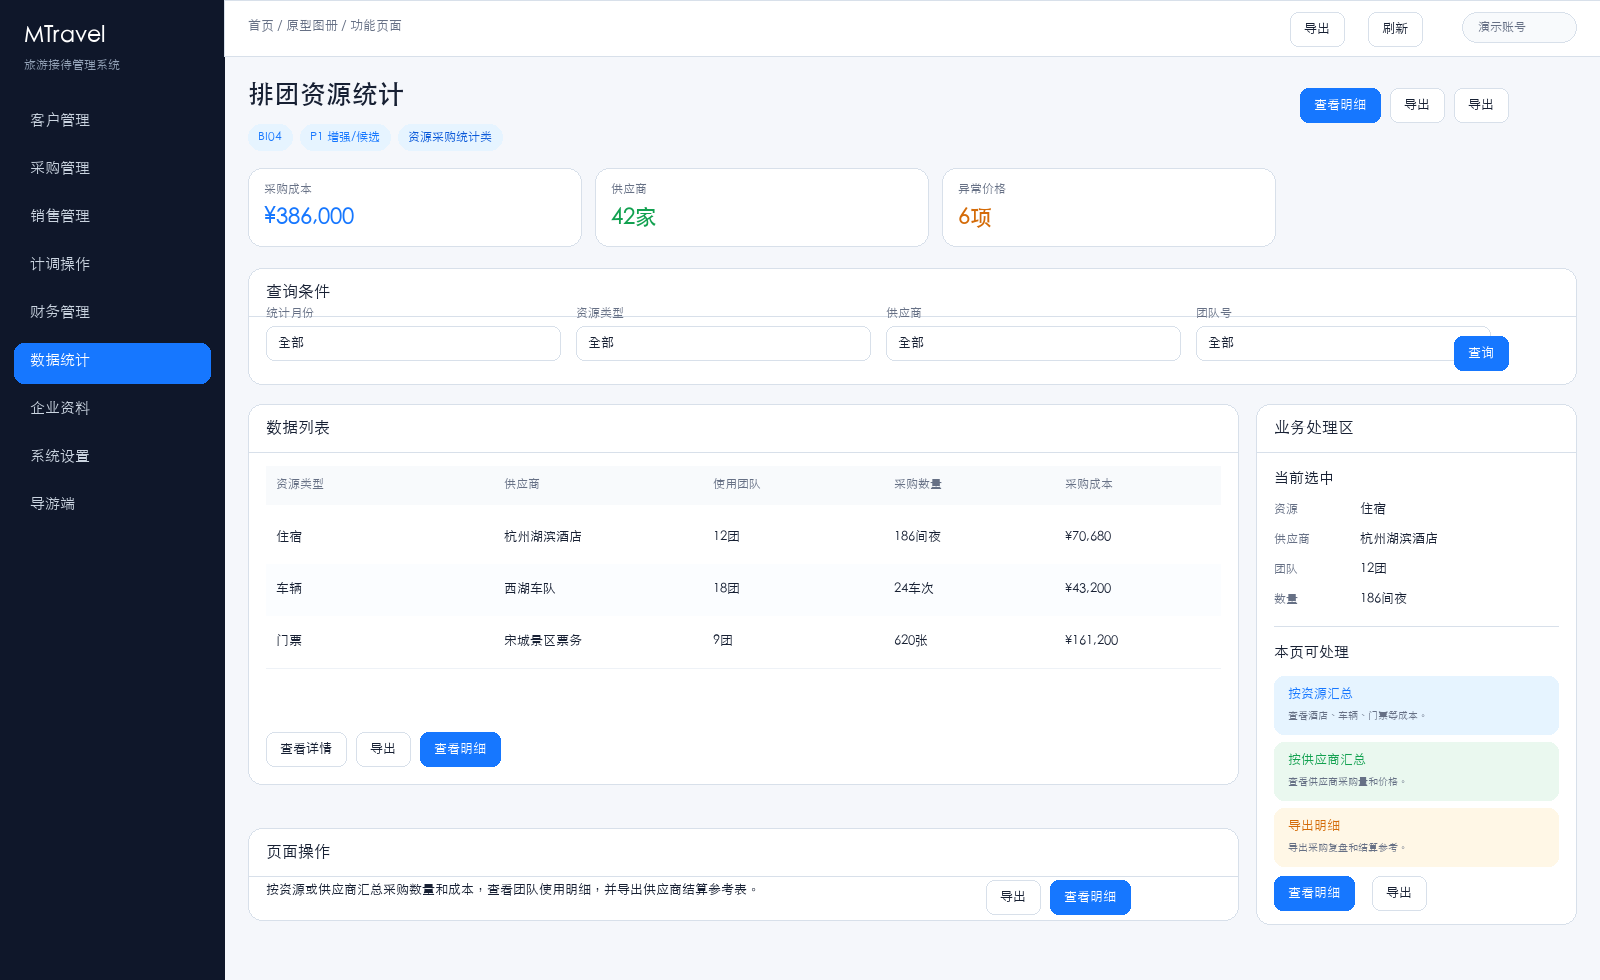 MTravel
旅游接待管理系统
客户管理
采购管理
销售管理
计调操作
财务管理
数据统计
企业资料
系统设置
导游端
首页 / 原型图册 / 功能页面
导出
刷新
演示账号
排团资源统计
查看明细
导出
导出
BI04
P1 增强/候选
资源采购统计类
采购成本
¥386,000
供应商
42家
异常价格
6项
查询条件
统计月份
资源类型
供应商
团队号
全部
全部
全部
全部
查询
数据列表
资源类型 供应商 使用团队 采购数量 采购成本
住宿 杭州湖滨酒店 12团 186间夜 ¥70,680
车辆 西湖车队 18团 24车次 ¥43,200
门票 宋城景区票务 9团 620张 ¥161,200
查看详情
导出
查看明细
页面操作
按资源或供应商汇总采购数量和成本，查看团队使用明细，并导出供应商结算参考表。
导出
查看明细
业务处理区
当前选中
资源 住宿
供应商 杭州湖滨酒店
团队 12团
数量 186间夜
本页可处理
按资源汇总
查看酒店、车辆、门票等成本。
按供应商汇总
查看供应商采购量和价格。
导出明细
导出采购复盘和结算参考。
查看明细
导出